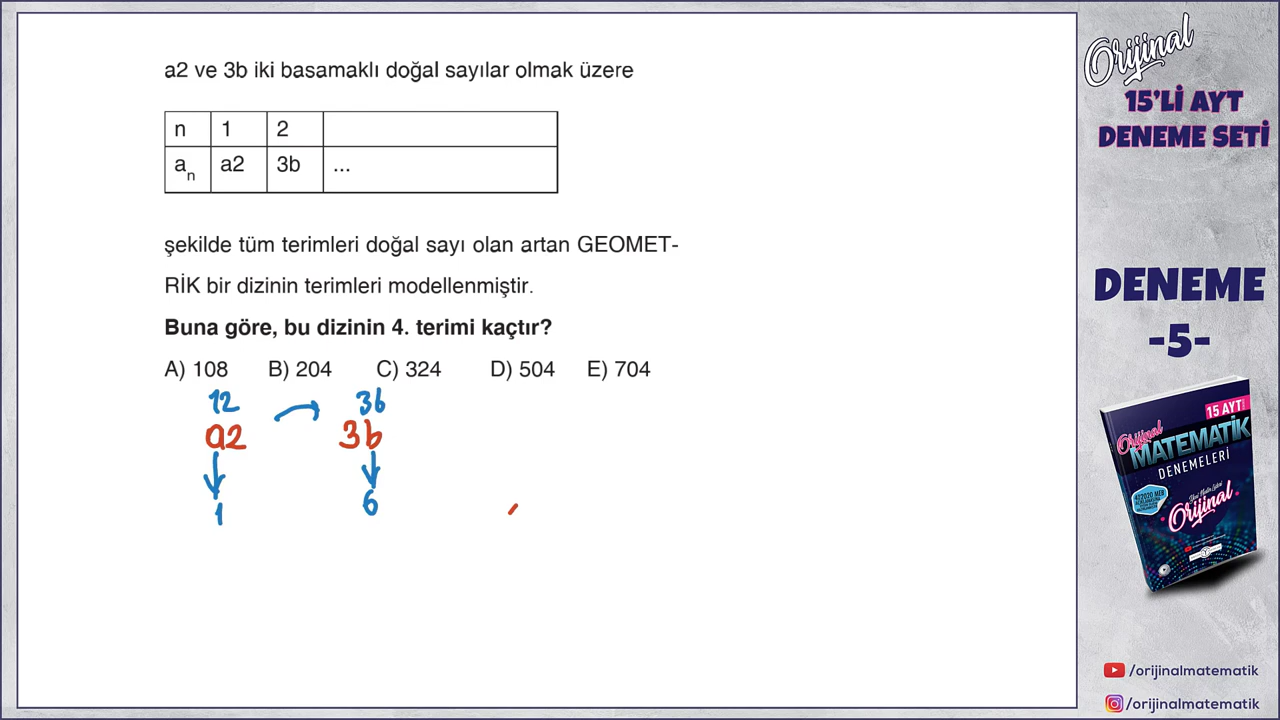 a2 ve 3b iki basamaklı doğal sayılar olmak üzere
n 1 2
aₙ a2 3b ...
şekilde tüm terimleri doğal sayı olan artan GEOMET-
RİK bir dizinin terimleri modellenmiştir.
Buna göre, bu dizinin 4. terimi kaçtır?
A) 108 B) 204 C) 324 D) 504 E) 704
12 36
a2 3b
1 6
Orijinal
15'Lİ AYT
DENEME SETİ
DENEME
-5-
15 AYT
Orijinal
MATEMATİK
DENEMELERİ
Orijinal
/orijinalmatematik
/orijinalmatematik